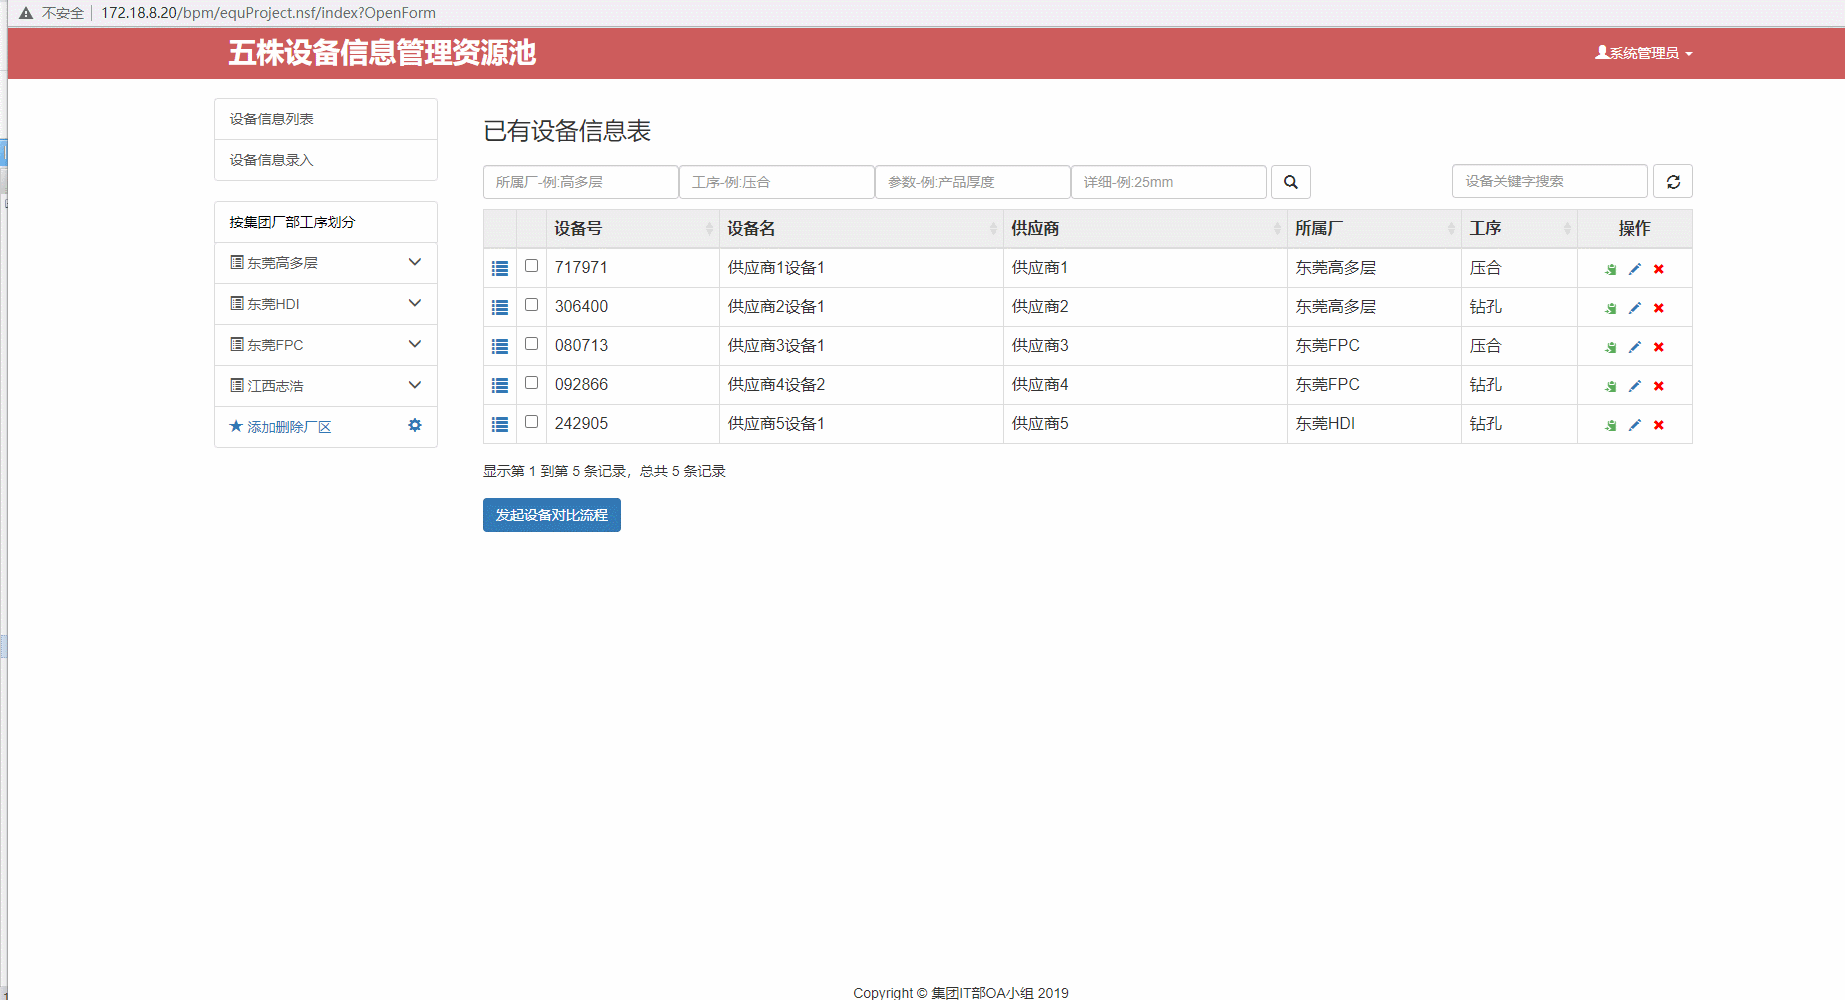 不安全 172.18.8.20/bpm/equProject.nsf/index?OpenForm
五株设备信息管理资源池
系统管理员
设备信息列表
设备信息录入
按集团厂部工序划分
东莞高多层
东莞HDI
东莞FPC
江西志浩
添加删除厂区
已有设备信息表
所属厂-例:高多层 工序-例:压合 参数-例:产品厚度 详细-例:25mm 设备关键字搜索
设备号 设备名 供应商 所属厂 工序 操作
717971 供应商1设备1 供应商1 东莞高多层 压合
306400 供应商2设备1 供应商2 东莞高多层 钻孔
080713 供应商3设备1 供应商3 东莞FPC 压合
092866 供应商4设备2 供应商4 东莞FPC 钻孔
242905 供应商5设备1 供应商5 东莞HDI 钻孔
显示第 1 到第 5 条记录，总共 5 条记录
发起设备对比流程
Copyright © 集团IT部OA小组 2019